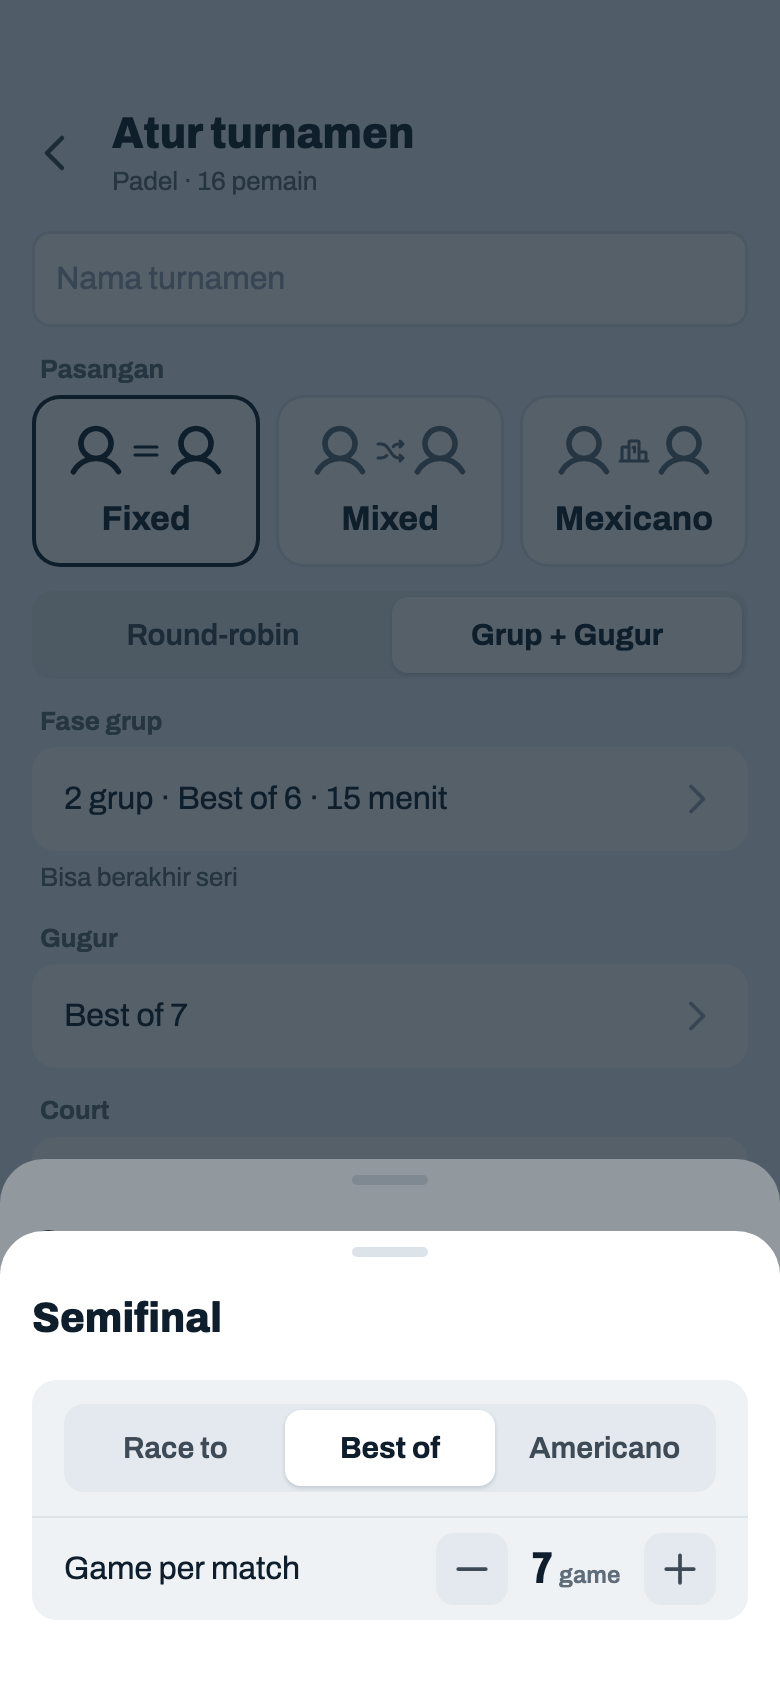 Atur turnamen
Padel · 16 pemain
Nama turnamen
Pasangan
Fixed
Mixed
Mexicano
Round-robin
Grup + Gugur
Fase grup
2 grup · Best of 6 · 15 menit
Bisa berakhir seri
Gugur
Best of 7
Court
Semifinal
Race to
Best of
Americano
Game per match
7 game